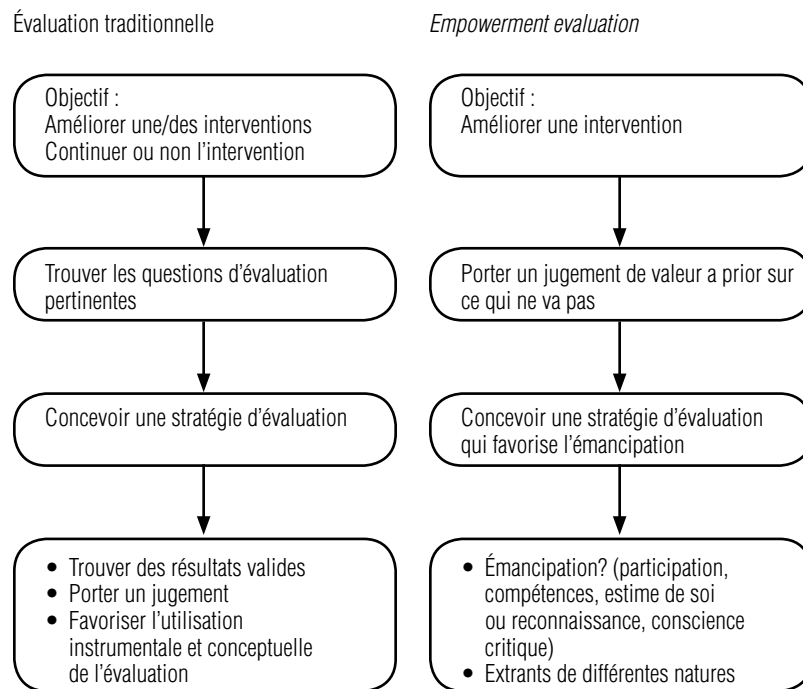 Évaluation traditionnelle
Objectif :
Améliorer une/des interventions
Continuer ou non l'intervention
Trouver les questions d'évaluation
pertinentes
Concevoir une stratégie d'évaluation
• Trouver des résultats valides
• Porter un jugement
• Favoriser l'utilisation
instrumentale et conceptuelle
de l'évaluation
Empowerment evaluation
Objectif :
Améliorer une intervention
Porter un jugement de valeur a prior sur
ce qui ne va pas
Concevoir une stratégie d'évaluation
qui favorise l'émancipation
• Émancipation? (participation,
compétences, estime de soi
ou reconnaissance, conscience
critique)
• Extrants de différentes natures